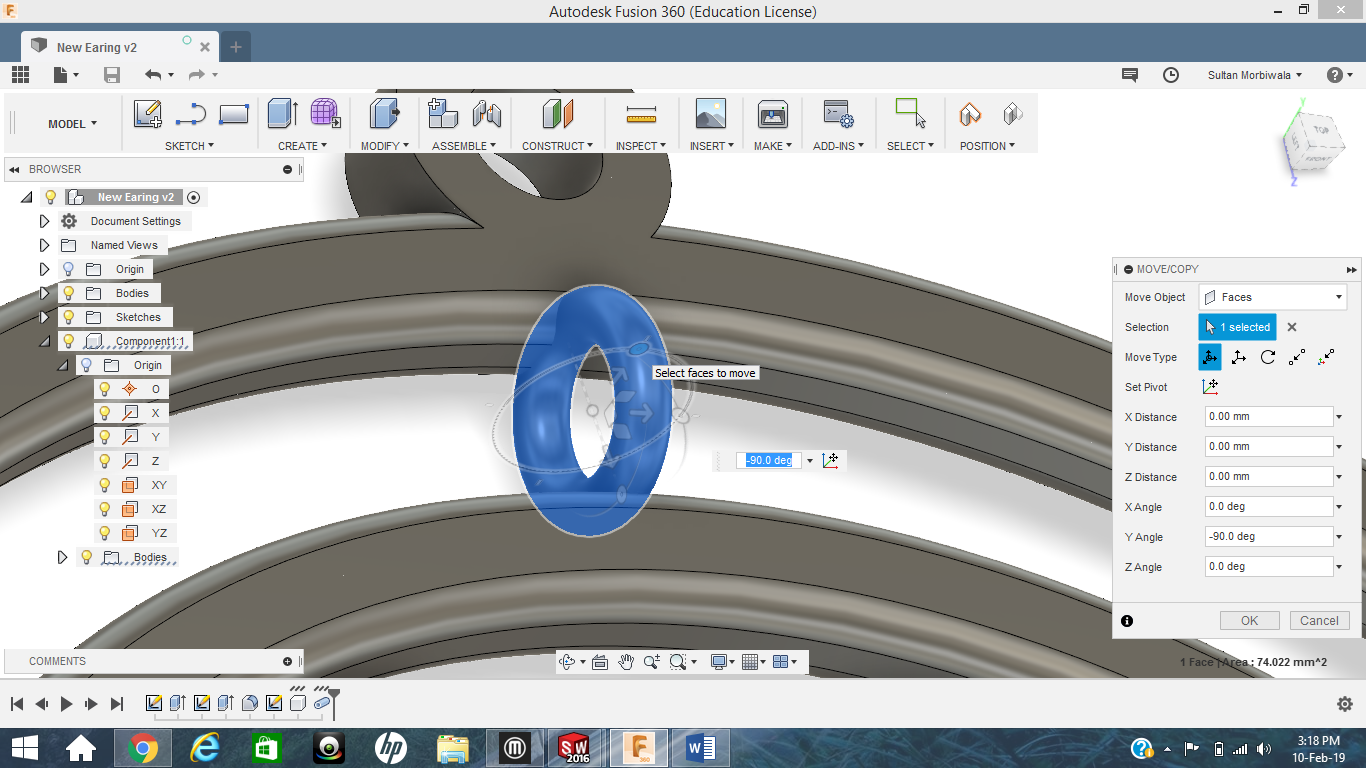 Autodesk Fusion 360 (Education License)
New Earing v2
Sultan Morbiwala
MODEL
SKETCH
CREATE
MODIFY
ASSEMBLE
CONSTRUCT
INSPECT
INSERT
MAKE
ADD-INS
SELECT
POSITION
Y
TOP
Z
BROWSER
New Earing v2
Document Settings
Named Views
Origin
Bodies
Sketches
Component1:1
Origin
O
X
Y
Z
XY
XZ
YZ
Bodies
Select faces to move
-90.0 deg
MOVE/COPY
Move Object Faces
Selection 1 selected
Move Type
Set Pivot
X Distance 0.00 mm
Y Distance 0.00 mm
Z Distance 0.00 mm
X Angle 0.0 deg
Y Angle -90.0 deg
Z Angle 0.0 deg
OK Cancel
COMMENTS
1 Face | Area : 74.022 mm^2
hp
SW
2016
F
360
W
3:18 PM
10-Feb-19